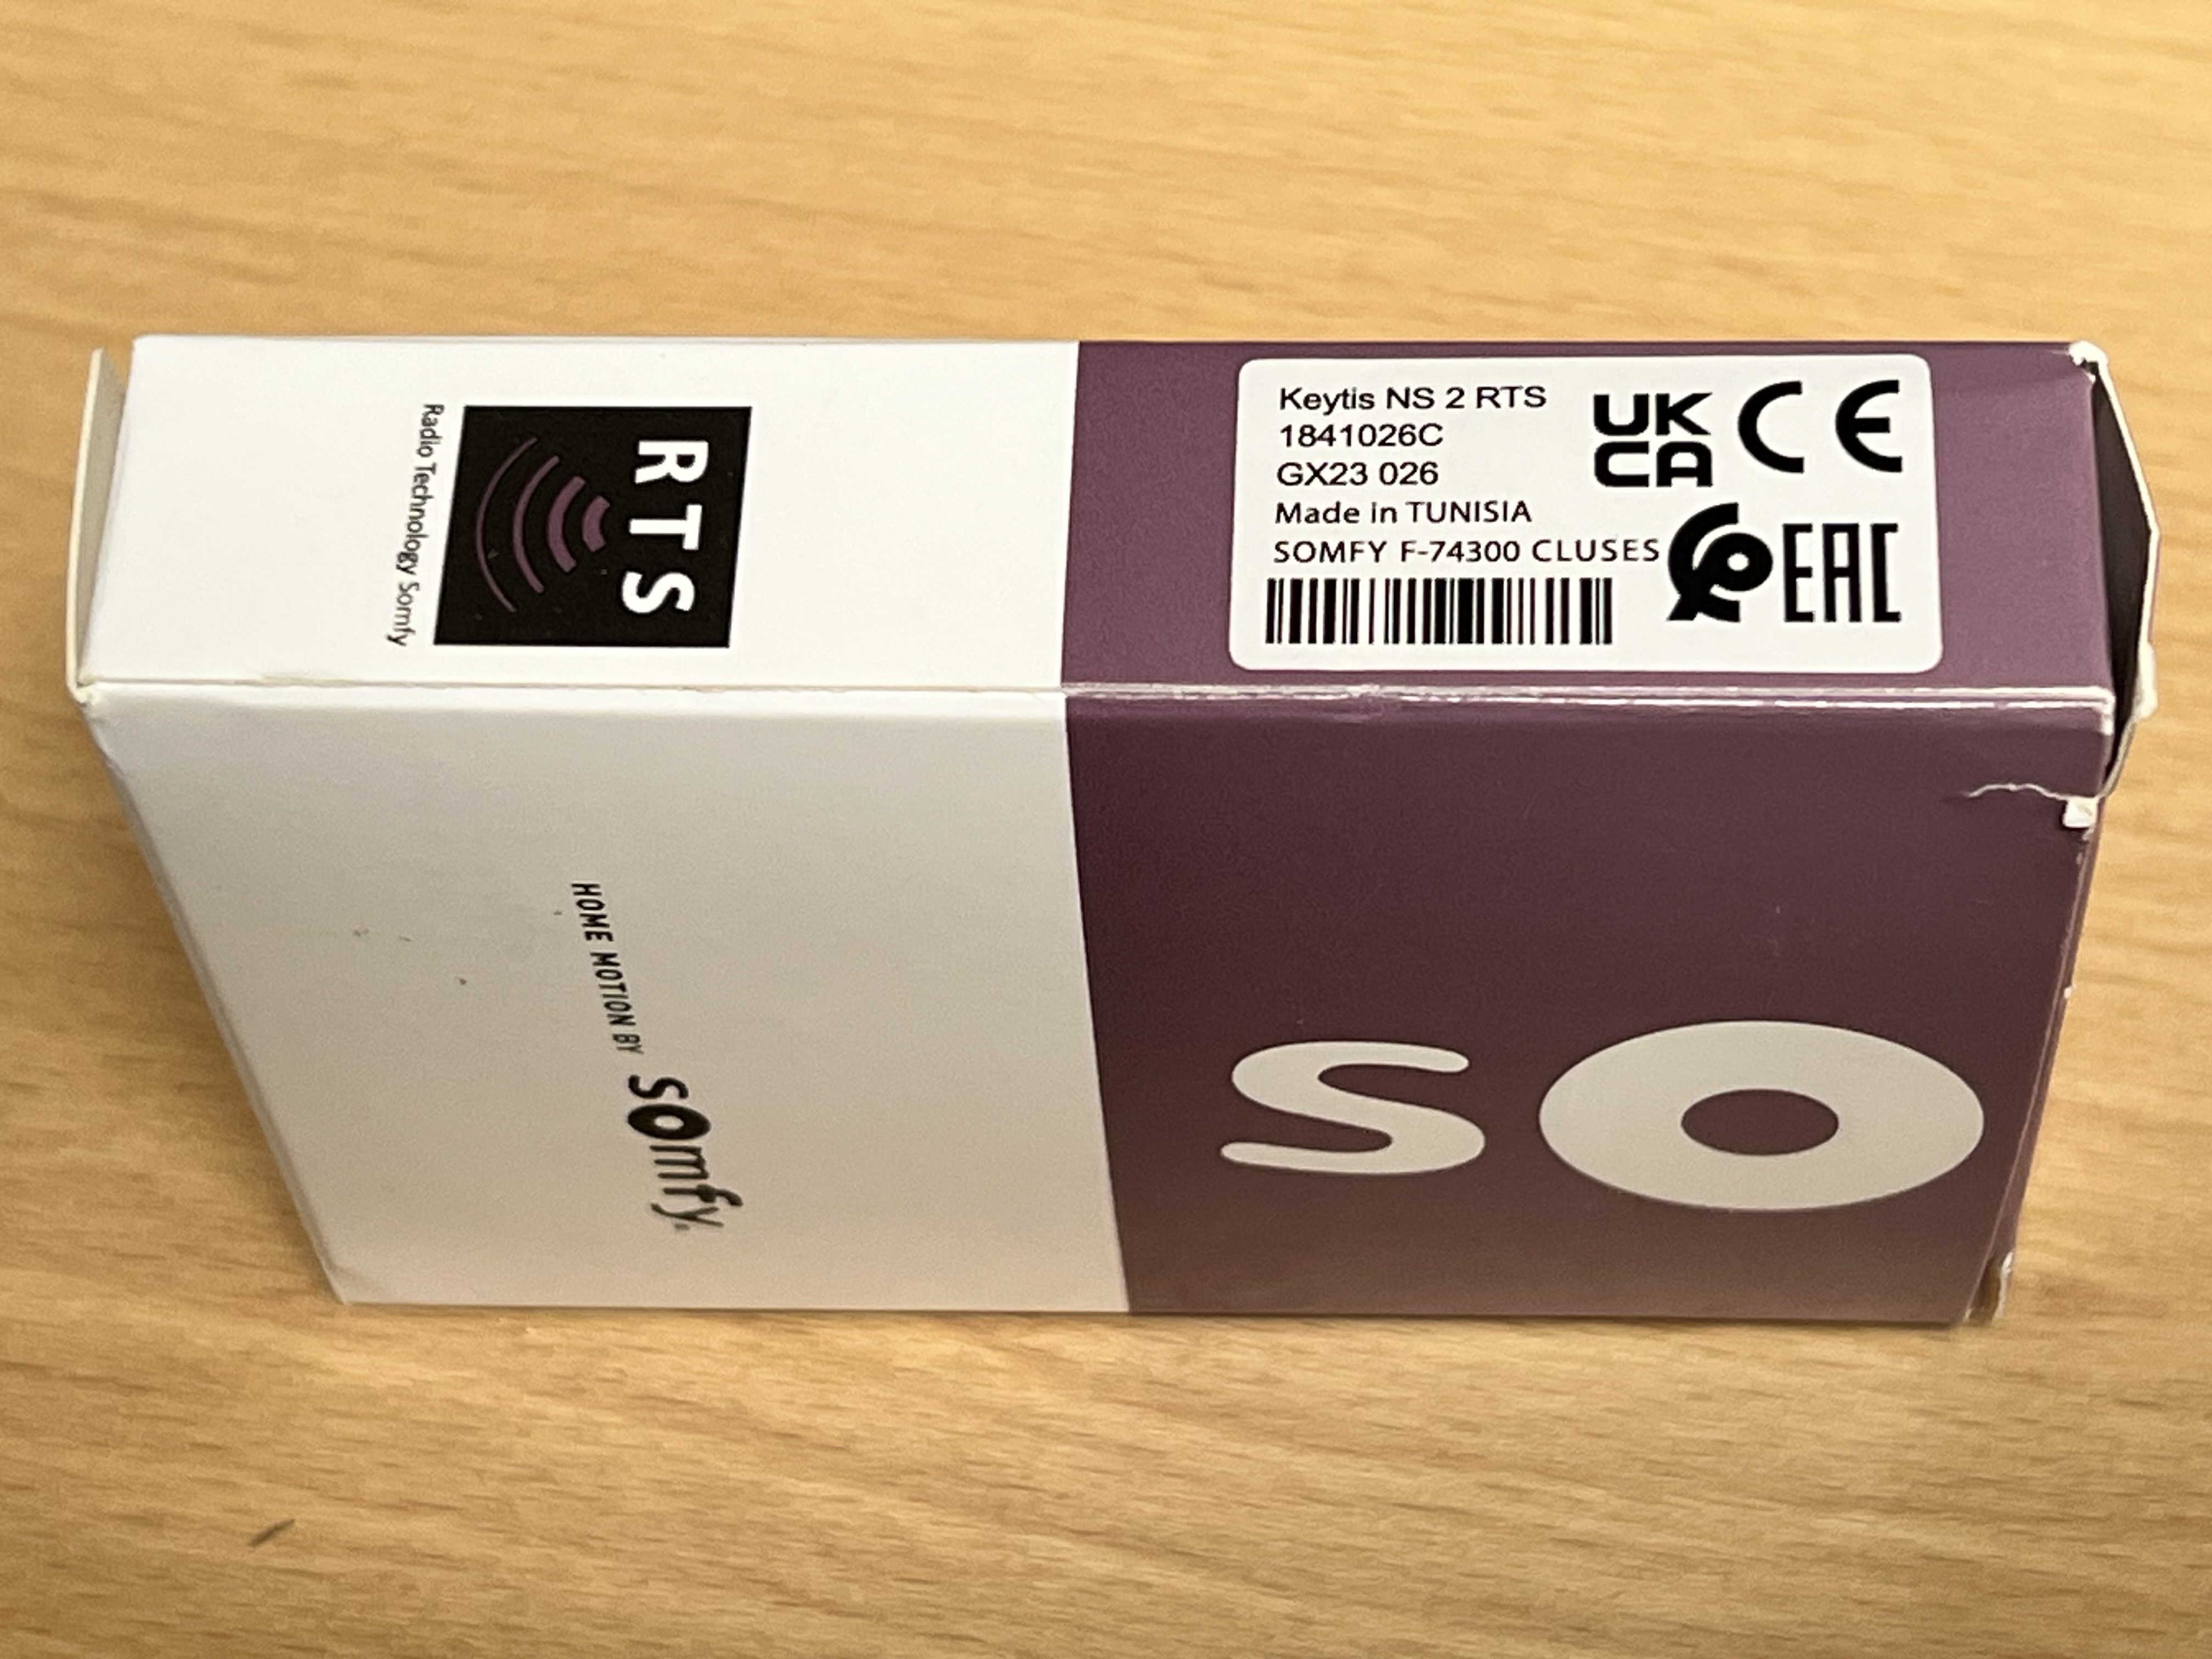 Keytis NS 2 RTS
1841026C
GX23 026
Made in TUNISIA
SOMFY F-74300 CLUSES
UK
CA
CE
EAC
RTS
Radio Technology Somfy
HOME MOTION BY somfy.
SO